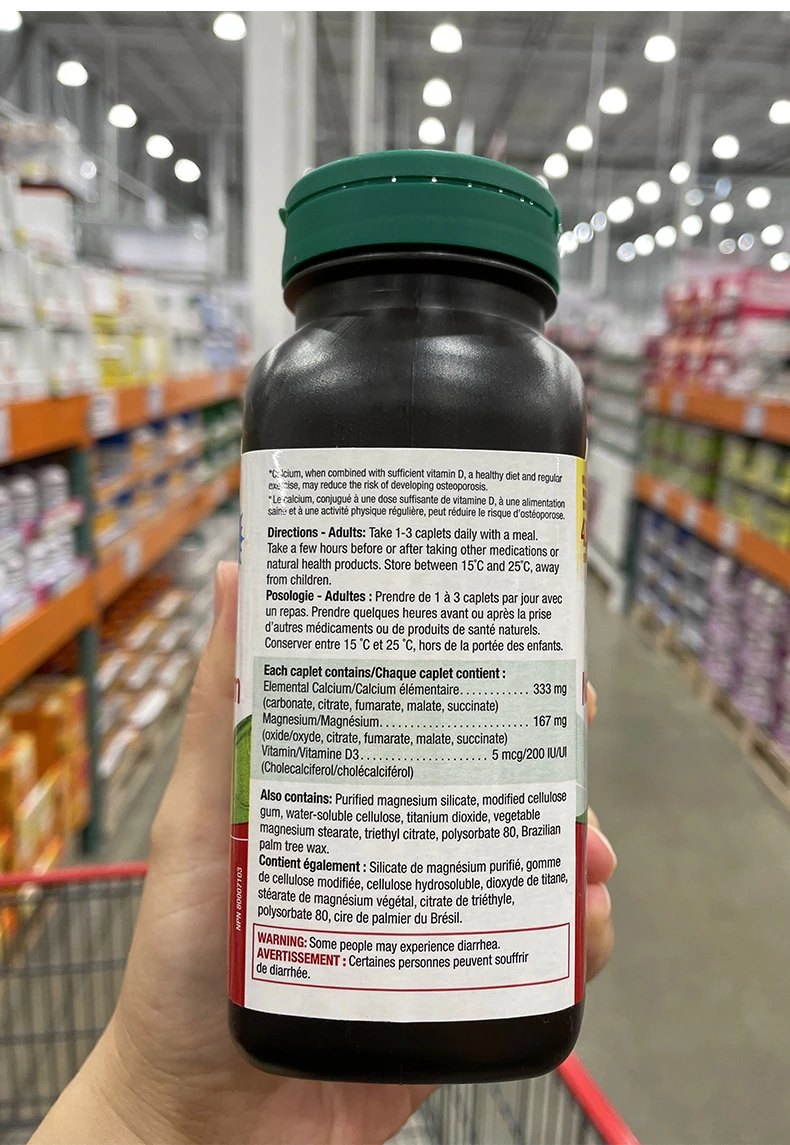 *Calcium, when combined with sufficient vitamin D, a healthy diet and regular
exercise, may reduce the risk of developing osteoporosis.
*Le calcium, conjugué à une dose suffisante de vitamine D, à une alimentation
saine et à une activité physique régulière, peut réduire le risque d'ostéoporose.
Directions - Adults: Take 1-3 caplets daily with a meal.
Take a few hours before or after taking other medications or
natural health products. Store between 15°C and 25°C, away
from children.
Posologie - Adultes : Prendre de 1 à 3 caplets par jour avec
un repas. Prendre quelques heures avant ou après la prise
d'autres médicaments ou de produits de santé naturels.
Conserver entre 15 °C et 25 °C, hors de la portée des enfants.
Each caplet contains/Chaque caplet contient :
Elemental Calcium/Calcium élémentaire............ 333 mg
(carbonate, citrate, fumarate, malate, succinate)
Magnesium/Magnésium......................... 167 mg
(oxide/oxyde, citrate, fumarate, malate, succinate)
Vitamin/Vitamine D3.................... 5 mcg/200 IU/UI
(Cholecalciferol/cholécalciférol)
Also contains: Purified magnesium silicate, modified cellulose
gum, water-soluble cellulose, titanium dioxide, vegetable
magnesium stearate, triethyl citrate, polysorbate 80, Brazilian
palm tree wax.
Contient également : Silicate de magnésium purifié, gomme
de cellulose modifiée, cellulose hydrosoluble, dioxyde de titane,
stéarate de magnésium végétal, citrate de triéthyle,
polysorbate 80, cire de palmier du Brésil.
NPN 80007103
WARNING: Some people may experience diarrhea.
AVERTISSEMENT : Certaines personnes peuvent souffrir
de diarrhée.